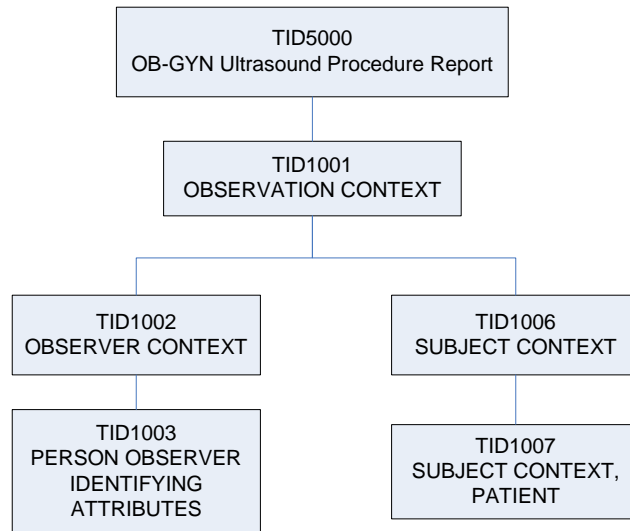 TID5000
OB-GYN Ultrasound Procedure Report
TID1001
OBSERVATION CONTEXT
TID1002
OBSERVER CONTEXT
TID1006
SUBJECT CONTEXT
TID1003
PERSON OBSERVER
IDENTIFYING
ATTRIBUTES
TID1007
SUBJECT CONTEXT,
PATIENT